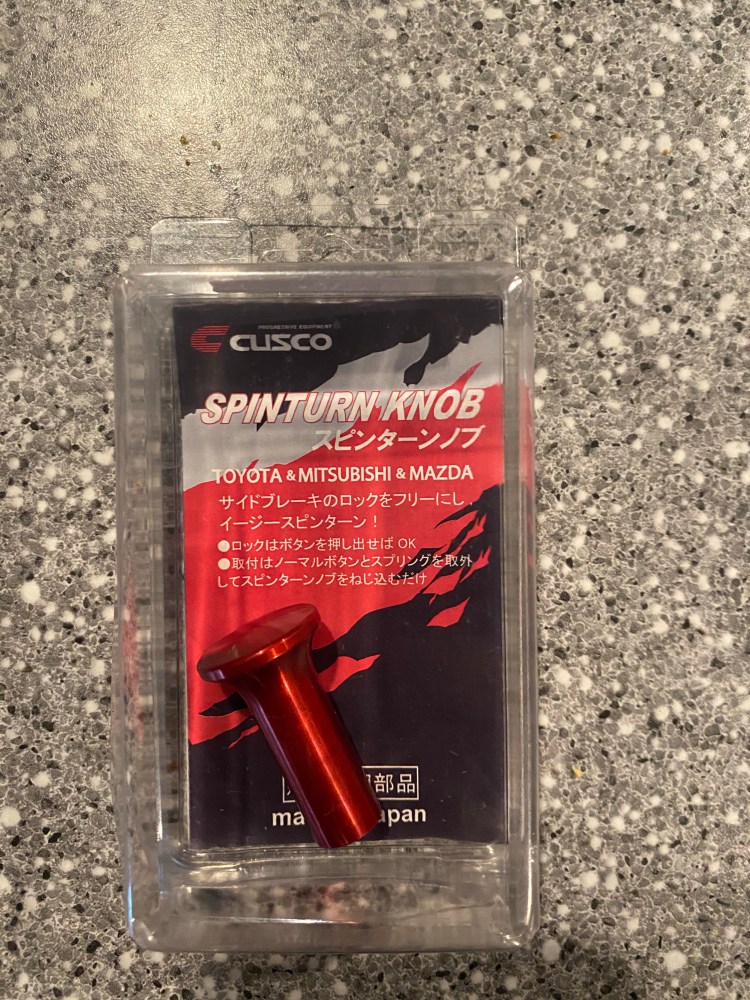 PROGRESSIVE EQUIPMENT
CUSCO
SPINTURN KNOB
スピンターンノブ
TOYOTA & MITSUBISHI & MAZDA
サイドブレーキのロックをフリーにし、
イージースピンターン！
●ロックはボタンを押し出せば OK
●取付はノーマルボタンとスプリングを取外
してスピンターンノブをねじ込むだけ
部品